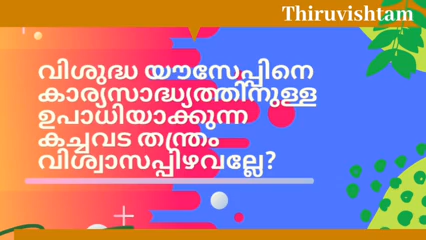 Thiruvishtam
വിശുദ്ധ യൗസേപ്പിനെ
കാര്യസാദ്ധ്യത്തിനുള്ള
ഉപാധിയാക്കുന്ന
കച്ചവട തന്ത്രം
വിശ്വാസപ്പിഴവല്ലേ?